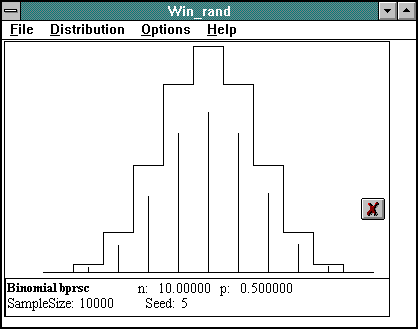 Win_rand
File Distribution Options Help
Binomial bprsc n: 10.00000 p: 0.500000
SampleSize: 10000 Seed: 5